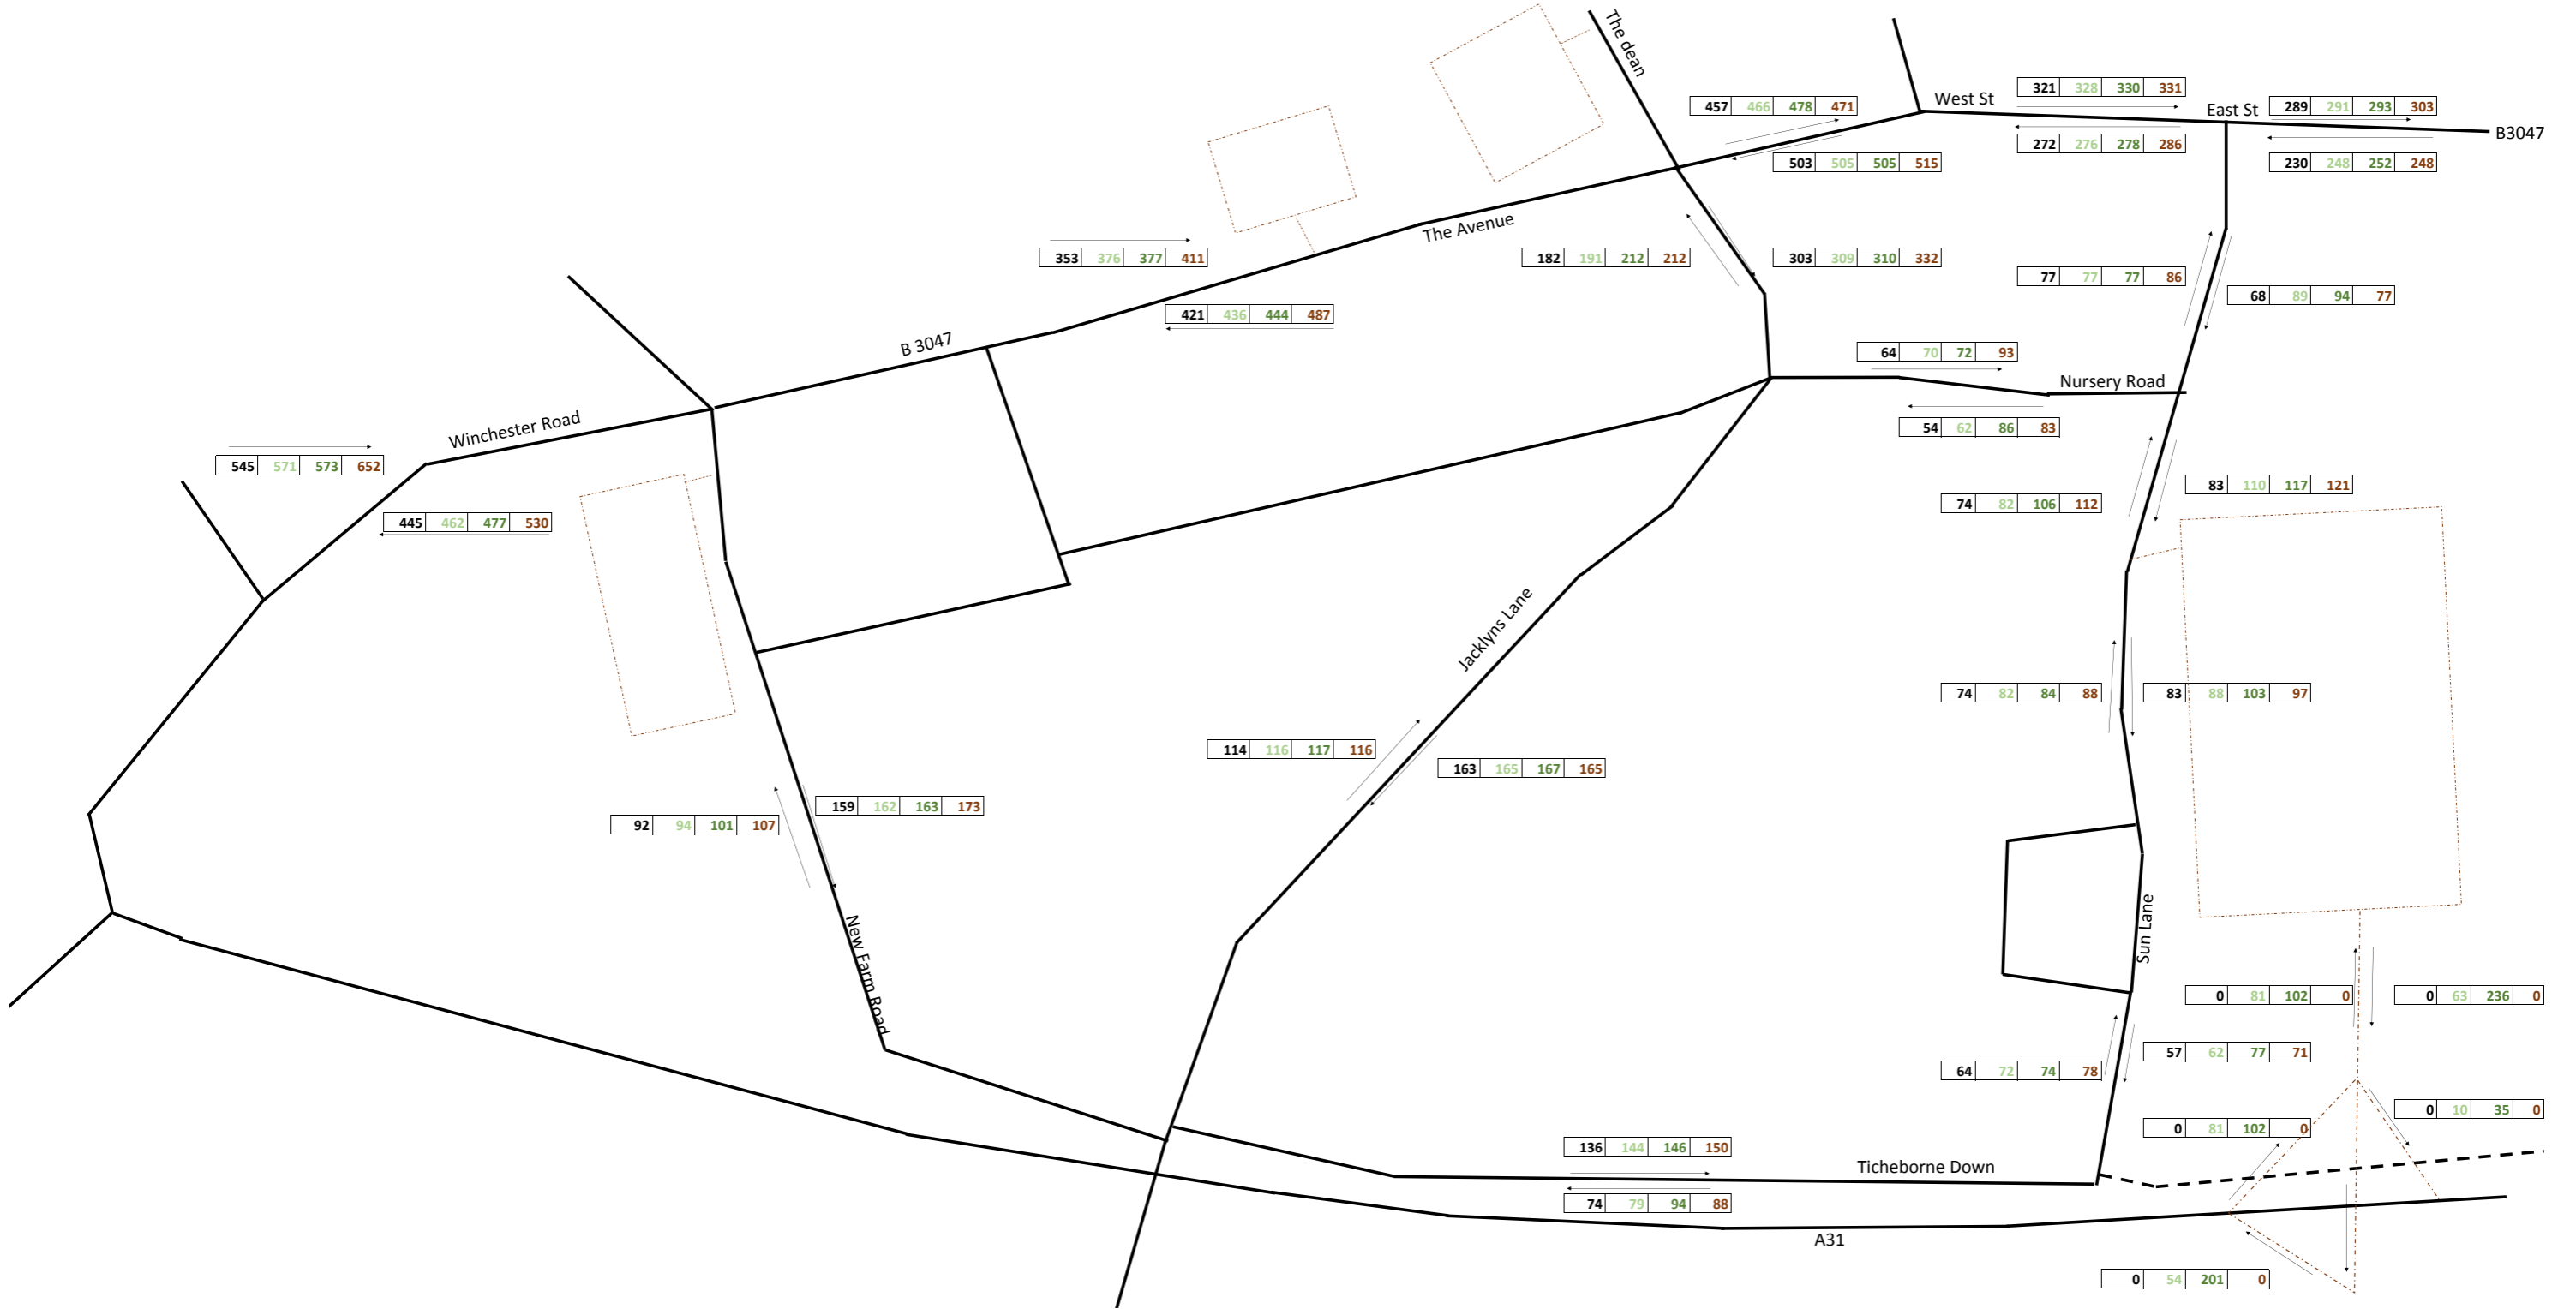 The dean
321 328 330 331
West St
457 466 478 471
East St
289 291 293 303
B3047
272 276 278 286
503 505 505 515
230 248 252 248
The Avenue
353 376 377 411
182 191 212 212
303 309 310 332
77 77 77 86
68 89 94 77
421 436 444 487
B 3047
64 70 72 93
Nursery Road
Winchester Road
54 62 86 83
545 571 573 652
83 110 117 121
74 82 106 112
445 462 477 530
Jacklyns Lane
74 82 84 88
83 88 103 97
114 116 117 116
163 165 167 165
159 162 163 173
92 94 101 107
New Farm Road
Sun Lane
0 81 102 0
0 63 236 0
57 62 77 71
64 72 74 78
0 10 35 0
0 81 102 0
136 144 146 150
Ticheborne Down
74 79 94 88
A31
0 54 201 0